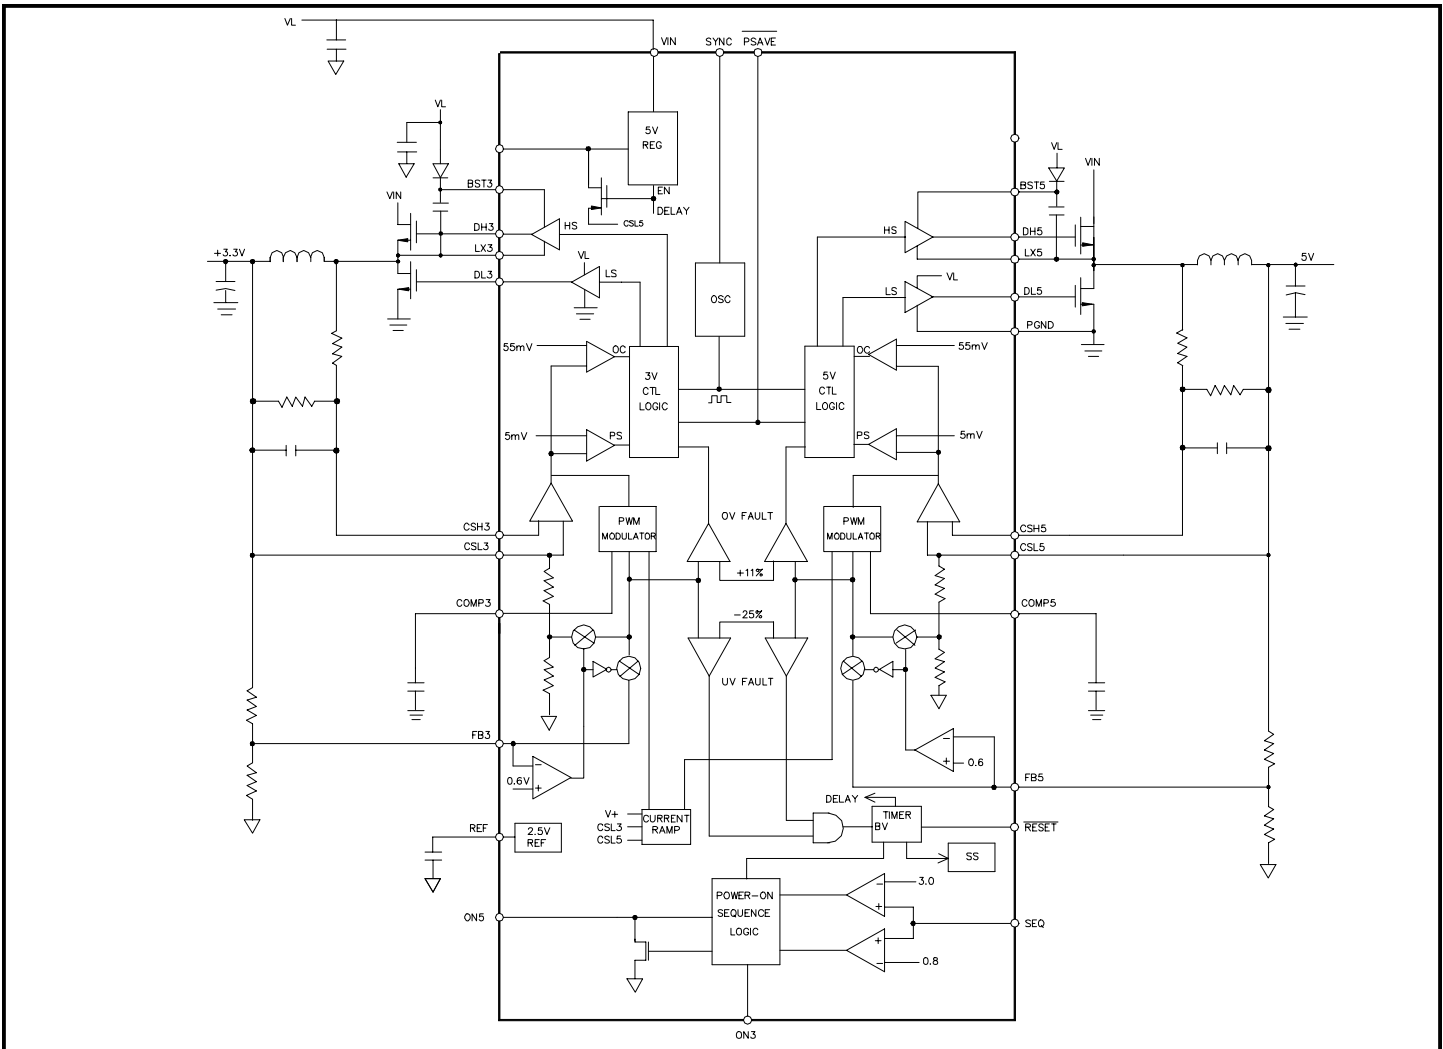 VL
VIN
SYNC
PSAVE
VL
5V
REG
VL
VIN
BST3
EN
BST5
VIN
DELAY
CSL5
DH3
HS
HS
DH5
+3.3V
LX3
LX5
5V
VL
DL3
LS
VL
OSC
LS
DL5
PGND
55mV
OC
OC
55mV
3V
CTL
LOGIC
5V
CTL
LOGIC
5mV
PS
PS
5mV
CSH3
PWM
MODULATOR
OV FAULT
PWM
MODULATOR
CSH5
CSL3
CSL5
+11%
COMP3
COMP5
-25%
UV FAULT
FB3
-
+
0.6V
-
+
0.6
FB5
DELAY
V+
CSL3
CSL5
CURRENT
RAMP
TIMER
BV
RESET
REF
2.5V
REF
SS
POWER-ON
SEQUENCE
LOGIC
-
+
3.0
ON5
SEQ
+
-
0.8
ON3